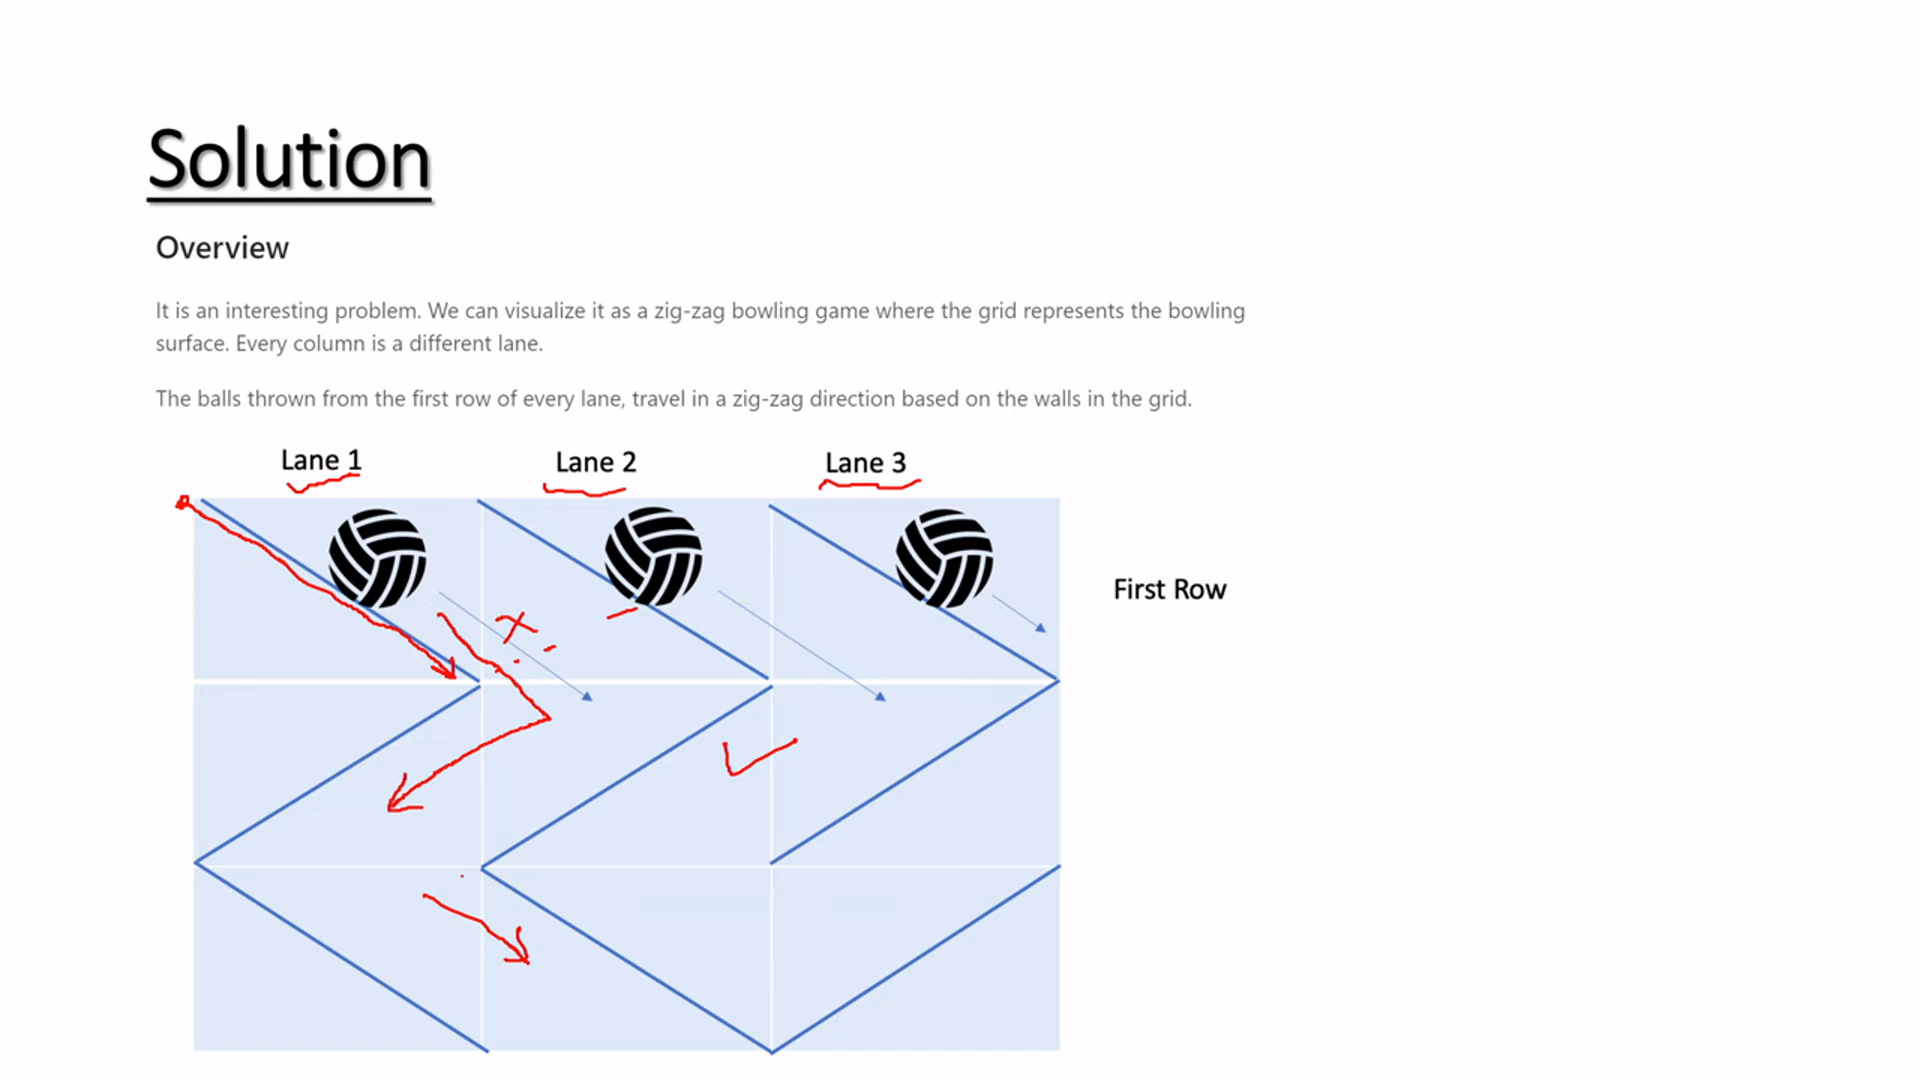 Solution
Overview
It is an interesting problem. We can visualize it as a zig-zag bowling game where the grid represents the bowling
surface. Every column is a different lane.
The balls thrown from the first row of every lane, travel in a zig-zag direction based on the walls in the grid.
Lane 1
Lane 2
Lane 3
First Row